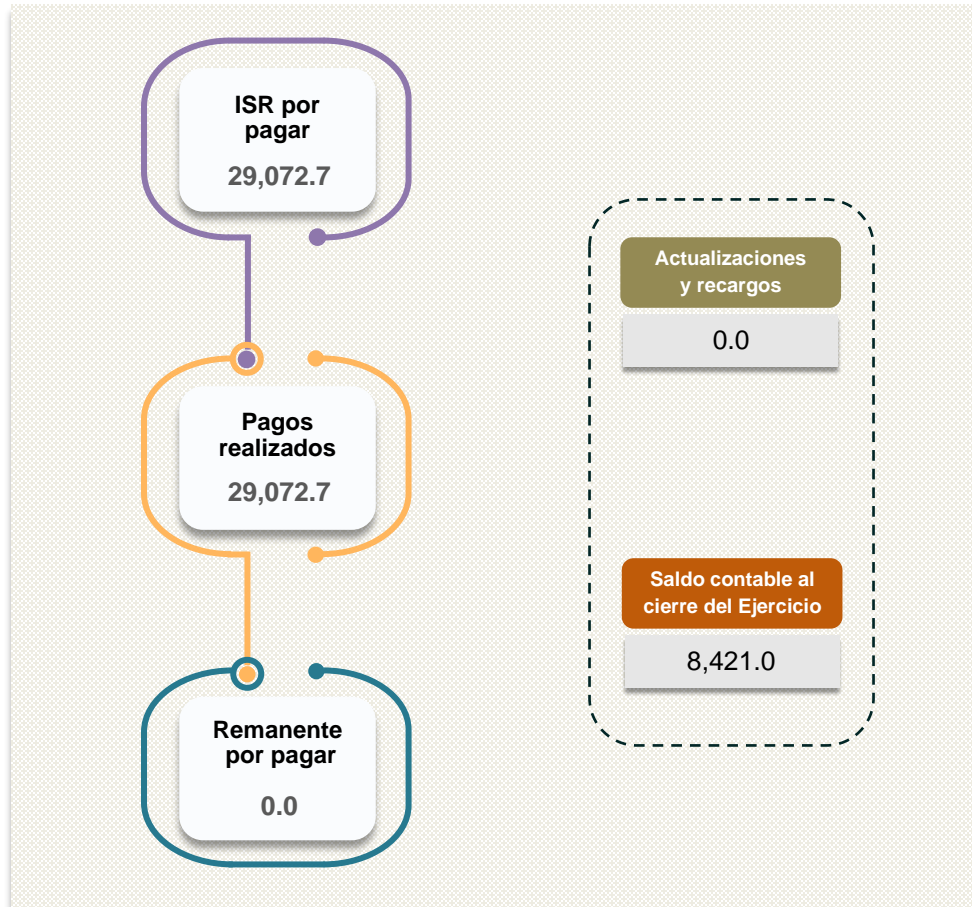 ISR por
pagar
29,072.7
Pagos
realizados
29,072.7
Remanente
por pagar
0.0
Actualizaciones
y recargos
0.0
Saldo contable al
cierre del Ejercicio
8,421.0